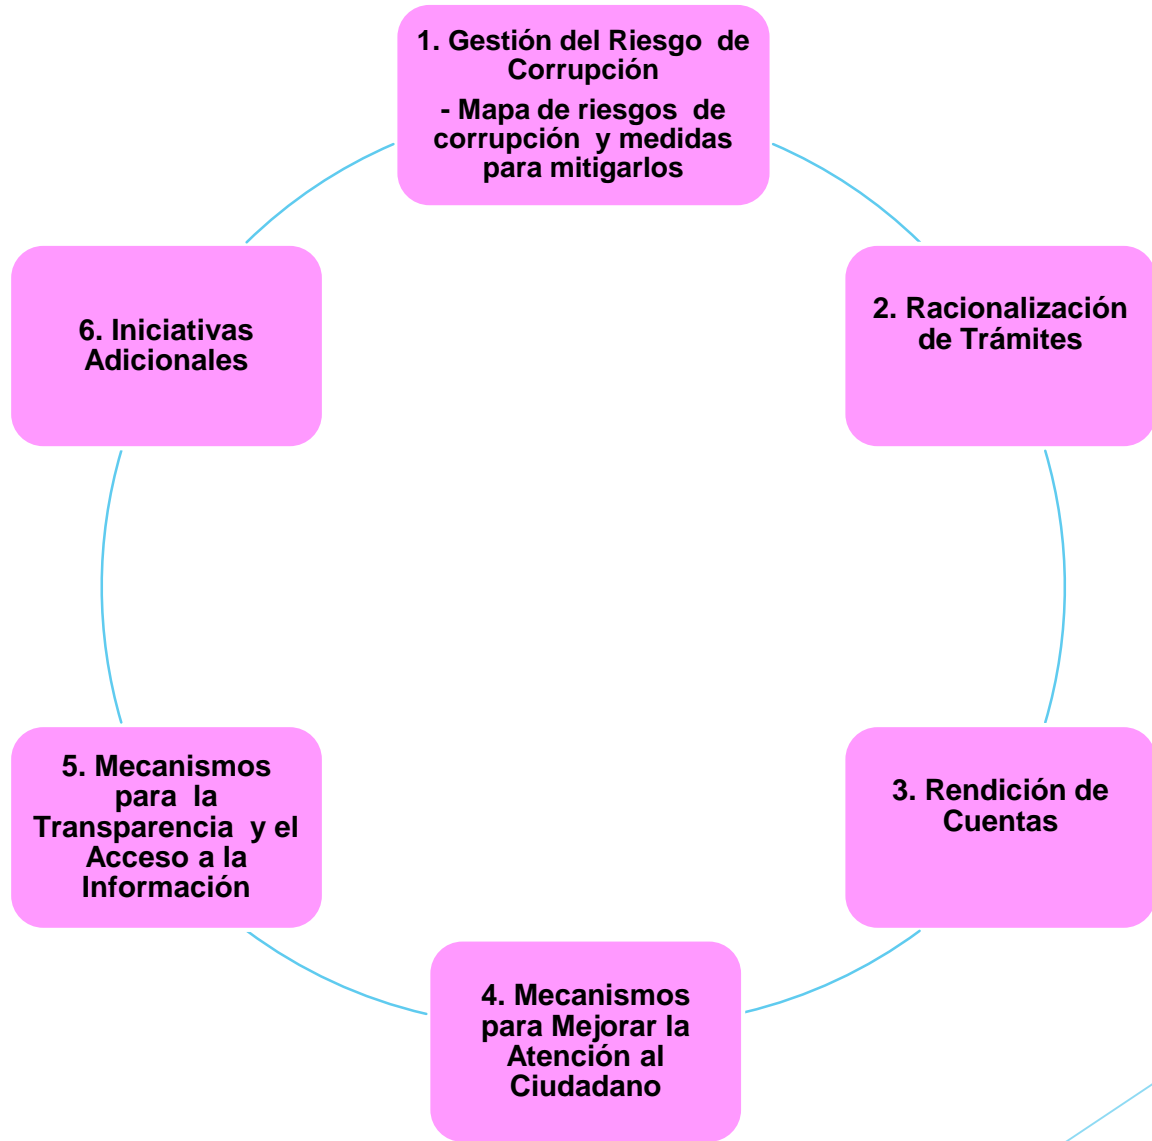 1. Gestión del Riesgo de
Corrupción
- Mapa de riesgos de
corrupción y medidas
para mitigarlos
2. Racionalización
de Trámites
3. Rendición de
Cuentas
4. Mecanismos
para Mejorar la
Atención al
Ciudadano
5. Mecanismos
para la
Transparencia y el
Acceso a la
Información
6. Iniciativas
Adicionales